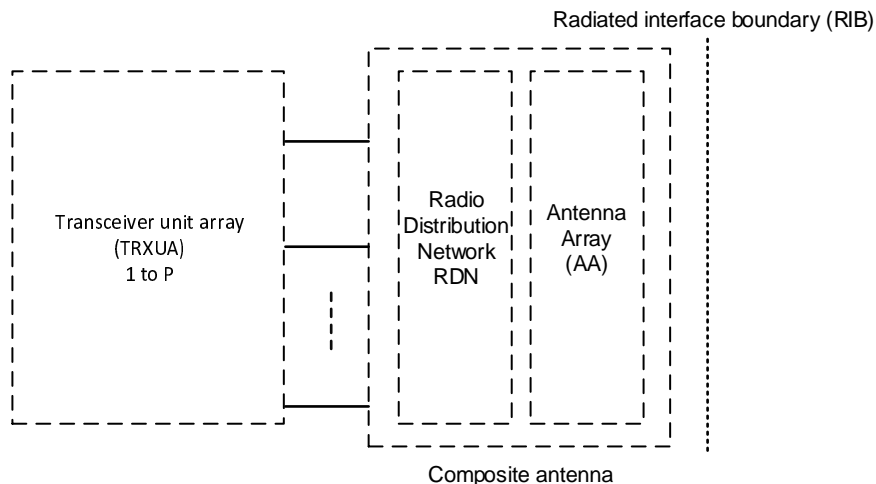 Radiated interface boundary (RIB)
Transceiver unit array
(TRXUA)
1 to P
Radio
Distribution
Network
RDN
Antenna
Array
(AA)
Composite antenna